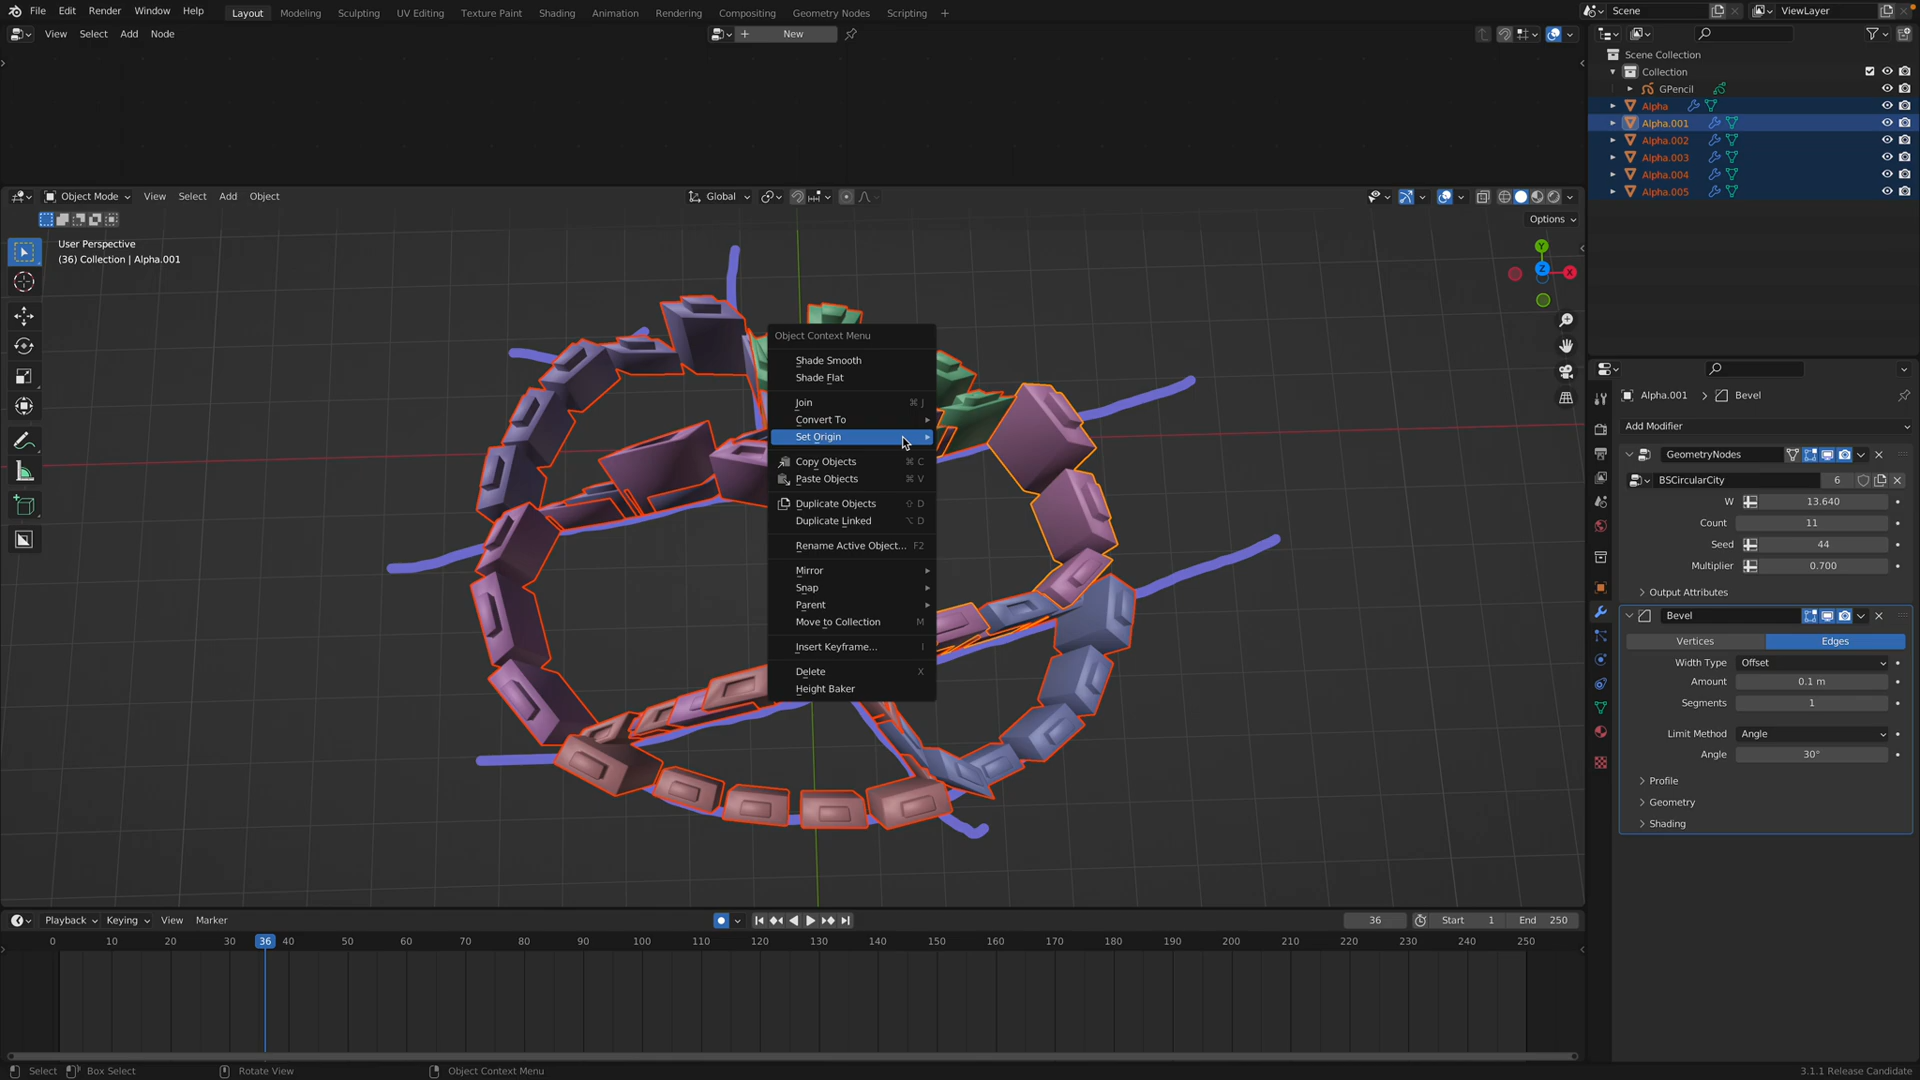 File Edit Render Window Help Layout Modeling Sculpting UV Editing Texture Paint Shading Animation Rendering Compositing Geometry Nodes Scripting + Scene ViewLayer
View Select Add Node + New
Scene Collection
Collection
GPencil
Alpha
Alpha.001
Alpha.002
Alpha.003
Alpha.004
Alpha.005
Object Mode View Select Add Object Global
Options
User Perspective
(36) Collection | Alpha.001
Y
Z
X
Object Context Menu
Shade Smooth
Shade Flat
Join ⌘ J
Convert To
Set Origin
Copy Objects ⌘ C
Paste Objects ⌘ V
Duplicate Objects ⇧ D
Duplicate Linked ⌥ D
Rename Active Object... F2
Mirror
Snap
Parent
Move to Collection M
Insert Keyframe... I
Delete X
Height Baker
Alpha.001 Bevel
Add Modifier
GeometryNodes
BSCircularCity 6
W 13.640
Count 11
Seed 44
Multiplier 0.700
Output Attributes
Bevel
Vertices Edges
Width Type Offset
Amount 0.1 m
Segments 1
Limit Method Angle
Angle 30°
Profile
Geometry
Shading
Playback Keying View Marker 36 Start 1 End 250
0 10 20 30 36 40 50 60 70 80 90 100 110 120 130 140 150 160 170 180 190 200 210 220 230 240 250
Select Box Select Rotate View Object Context Menu 3.1.1 Release Candidate